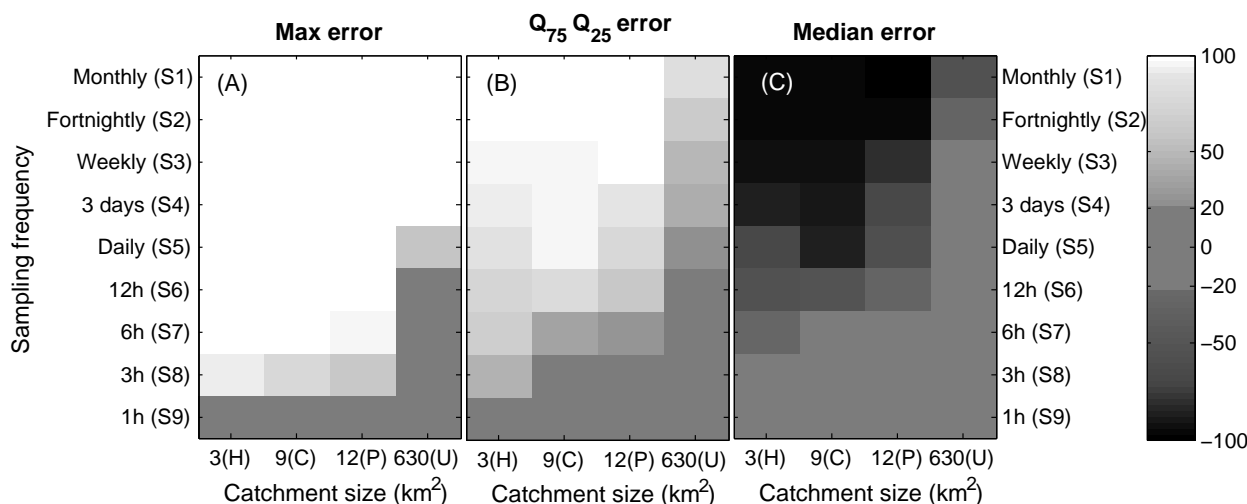 Max error
Q75 Q25 error
Median error
(A)
(B)
(C)
Sampling frequency
Monthly (S1)
Fortnightly (S2)
Weekly (S3)
3 days (S4)
Daily (S5)
12h (S6)
6h (S7)
3h (S8)
1h (S9)
Monthly (S1)
Fortnightly (S2)
Weekly (S3)
3 days (S4)
Daily (S5)
12h (S6)
6h (S7)
3h (S8)
1h (S9)
100
50
20
0
−20
−50
−100
3(H) 9(C) 12(P) 630(U)
3(H) 9(C) 12(P) 630(U)
3(H) 9(C) 12(P) 630(U)
Catchment size (km²)
Catchment size (km²)
Catchment size (km²)